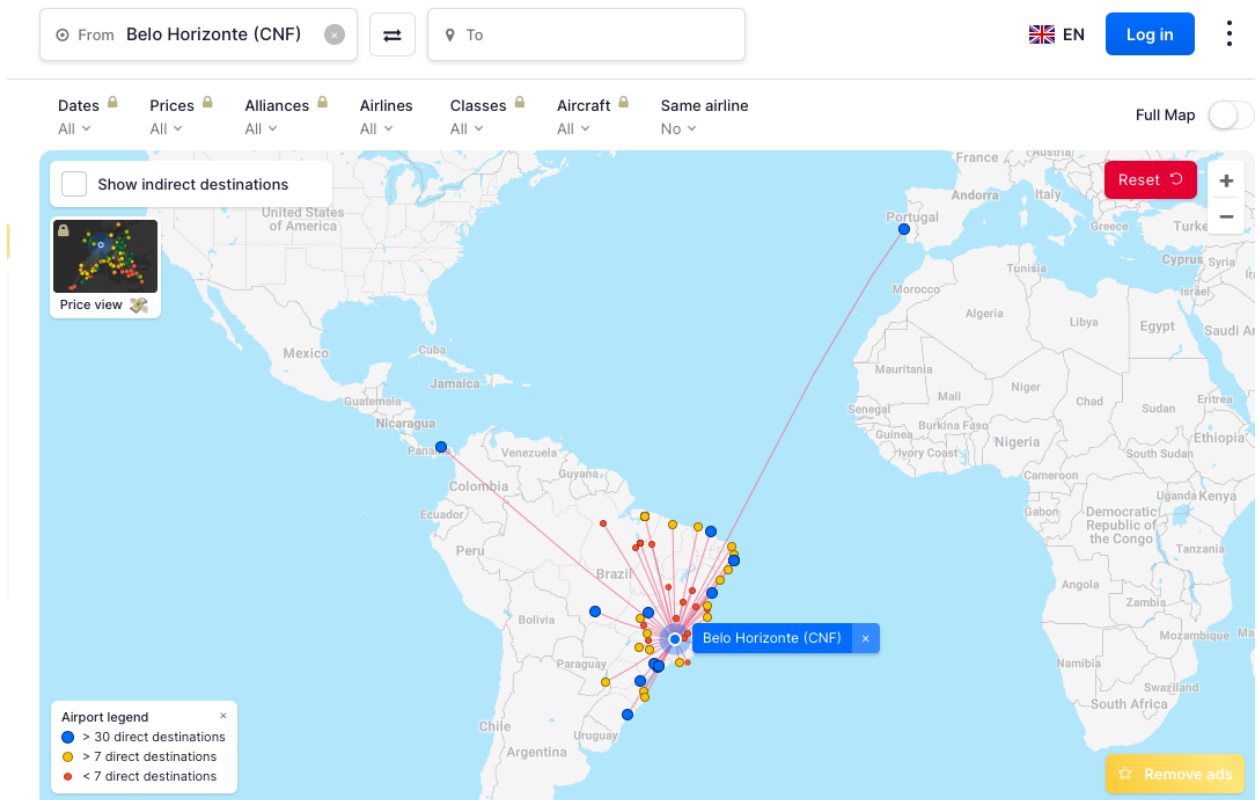 From Belo Horizonte (CNF)
To
EN
Log in
Dates
All
Prices
All
Alliances
All
Airlines
All
Classes
All
Aircraft
All
Same airline
No
Full Map
Show indirect destinations
Reset
+
−
Price view
France
Austria
Andorra
Italy
Portugal
Greece
Turke
United States
of America
Cyprus
Syria
Tunisia
Israel
Morocco
Algeria
Libya
Egypt
Saudi Ar
Mexico
Cuba
Jamaica
Mauritania
Mali
Niger
Chad
Sudan
Eritrea
Guatemala
Nicaragua
Senegal
Burkina Faso
Guinea
Nigeria
Ethiopia
Ivory Coast
South Sudan
Panama
Venezuela
Guyana
Colombia
Cameroon
Uganda
Kenya
Ecuador
Gabon
Democratic
Republic of
the Congo
Tanzania
Peru
Brazil
Angola
Zambia
Bolivia
Belo Horizonte (CNF) ×
Mozambique
Ma
Paraguay
Namibia
Swaziland
South Africa
Chile
Uruguay
Argentina
Airport legend ×
> 30 direct destinations
> 7 direct destinations
< 7 direct destinations
Remove ads